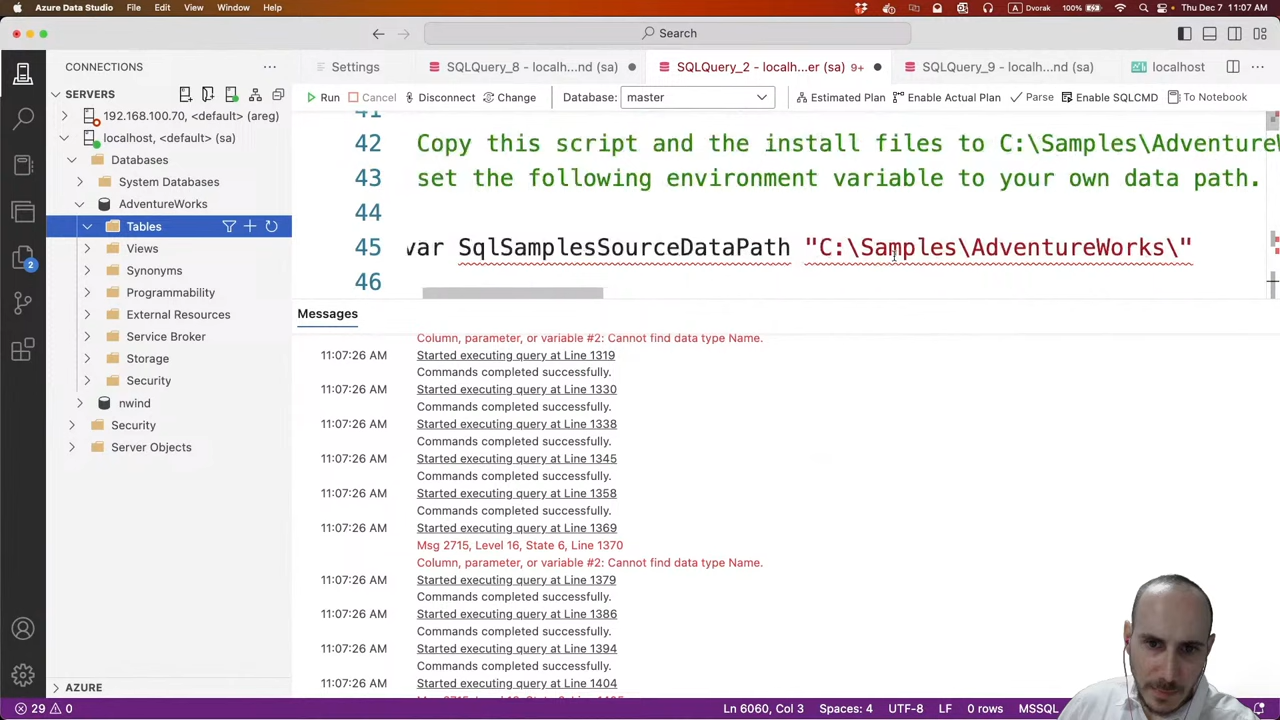 Azure Data Studio File Edit Selection View Window Help Dvorak 100% Thu Dec 7 11:07 AM
Search
CONNECTIONS
Settings SQLQuery_8 - localh...nd (sa) SQLQuery_2 - localh...er (sa) 9+ SQLQuery_9 - localh...nd (sa) localhost
SERVERS
Run Cancel Disconnect Change Database: master Estimated Plan Enable Actual Plan Parse Enable SQLCMD To Notebook
192.168.100.70, <default> (areg)
localhost, <default> (sa)
Databases
System Databases
AdventureWorks
Tables
Views
Synonyms
Programmability
External Resources
Service Broker
Storage
Security
nwind
Security
Server Objects
AZURE
41
42 Copy this script and the install files to C:\Samples\AdventureW
43 set the following environment variable to your own data path.
44
45 var SqlSamplesSourceDataPath "C:\Samples\AdventureWorks\"
46
Messages
Column, parameter, or variable #2: Cannot find data type Name.
11:07:26 AM Started executing query at Line 1319
Commands completed successfully.
11:07:26 AM Started executing query at Line 1330
Commands completed successfully.
11:07:26 AM Started executing query at Line 1338
Commands completed successfully.
11:07:26 AM Started executing query at Line 1345
Commands completed successfully.
11:07:26 AM Started executing query at Line 1358
Commands completed successfully.
11:07:26 AM Started executing query at Line 1369
Msg 2715, Level 16, State 6, Line 1370
Column, parameter, or variable #2: Cannot find data type Name.
11:07:26 AM Started executing query at Line 1379
Commands completed successfully.
11:07:26 AM Started executing query at Line 1386
Commands completed successfully.
11:07:26 AM Started executing query at Line 1394
Commands completed successfully.
11:07:26 AM Started executing query at Line 1404
2
29 0 Ln 6060, Col 3 Spaces: 4 UTF-8 LF 0 rows MSSQL